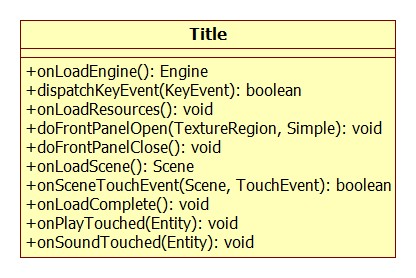 Title
+onLoadEngine(): Engine
+dispatchKeyEvent(KeyEvent): boolean
+onLoadResources(): void
+doFrontPanelOpen(TextureRegion, Simple): void
+doFrontPanelClose(): void
+onLoadScene(): Scene
+onSceneTouchEvent(Scene, TouchEvent): boolean
+onLoadComplete(): void
+onPlayTouched(Entity): void
+onSoundTouched(Entity): void